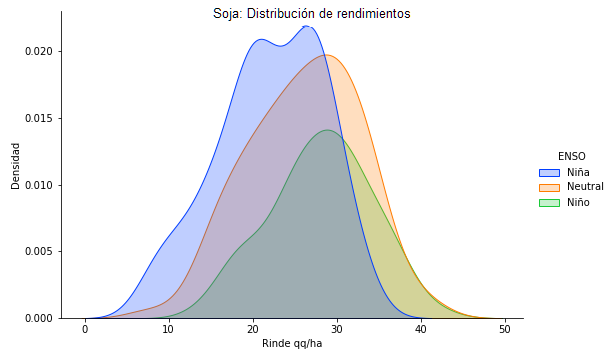 Soja: Distribución de rendimientos
0.020
0.015
0.010
0.005
0.000
Densidad
0 10 20 30 40 50
Rinde qq/ha
ENSO
Niña
Neutral
Niño